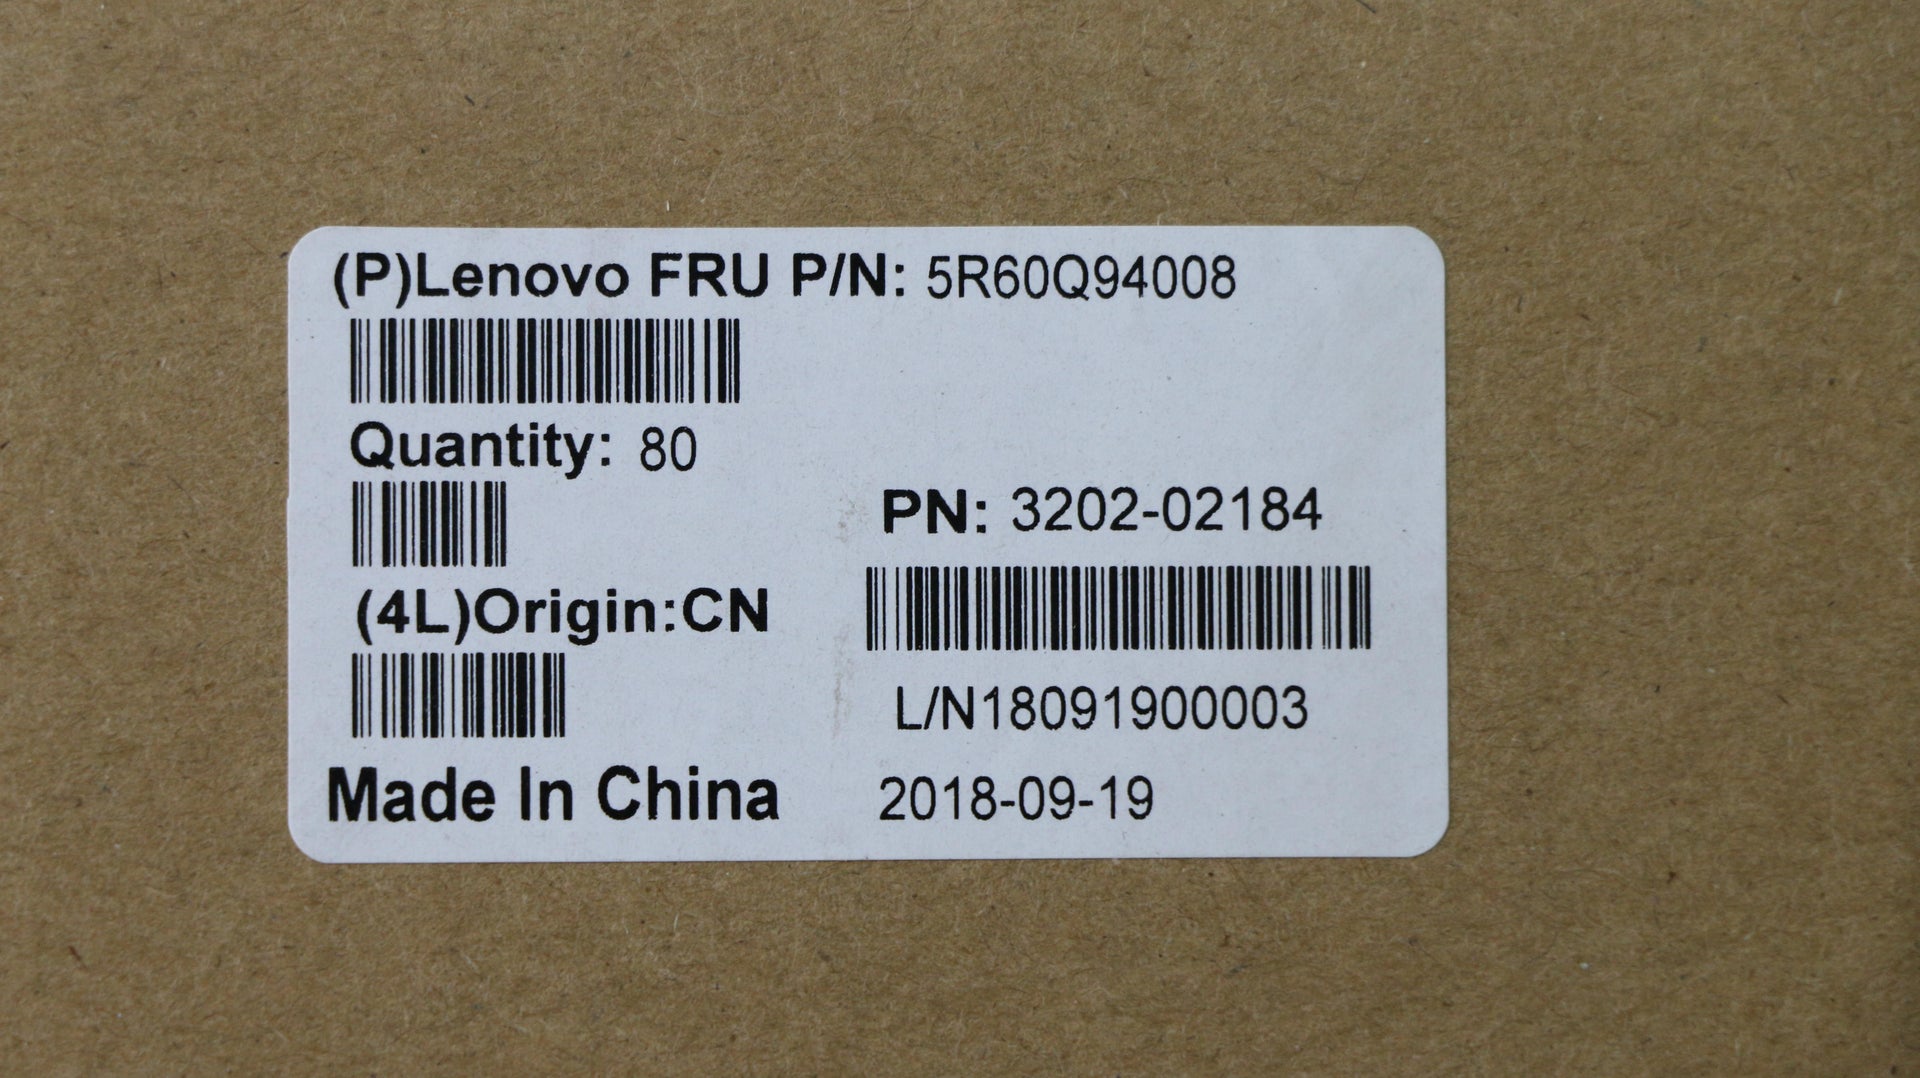 (P)Lenovo FRU P/N: 5R60Q94008
Quantity: 80
PN: 3202-02184
(4L)Origin:CN
L/N18091900003
Made In China
2018-09-19